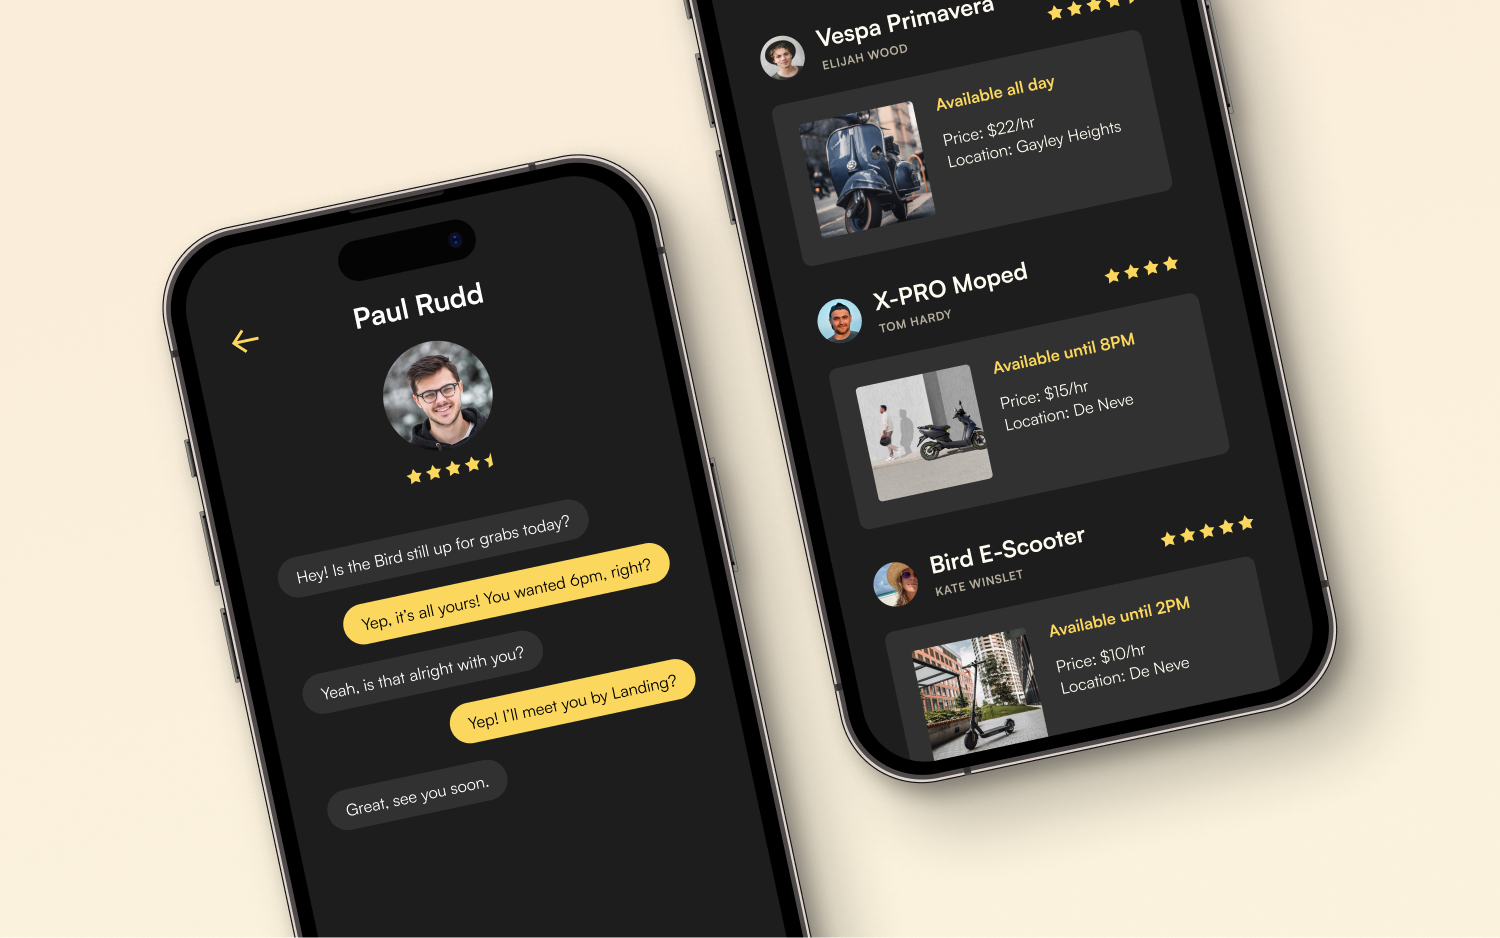 Paul Rudd
Hey! Is the Bird still up for grabs today?
Yep, it's all yours! You wanted 6pm, right?
Yeah, is that alright with you?
Yep! I'll meet you by Landing?
Great, see you soon.
Vespa Primavera
ELIJAH WOOD
Available all day
Price: $22/hr
Location: Gayley Heights
X-PRO Moped
TOM HARDY
Available until 8PM
Price: $15/hr
Location: De Neve
Bird E-Scooter
KATE WINSLET
Available until 2PM
Price: $10/hr
Location: De Neve